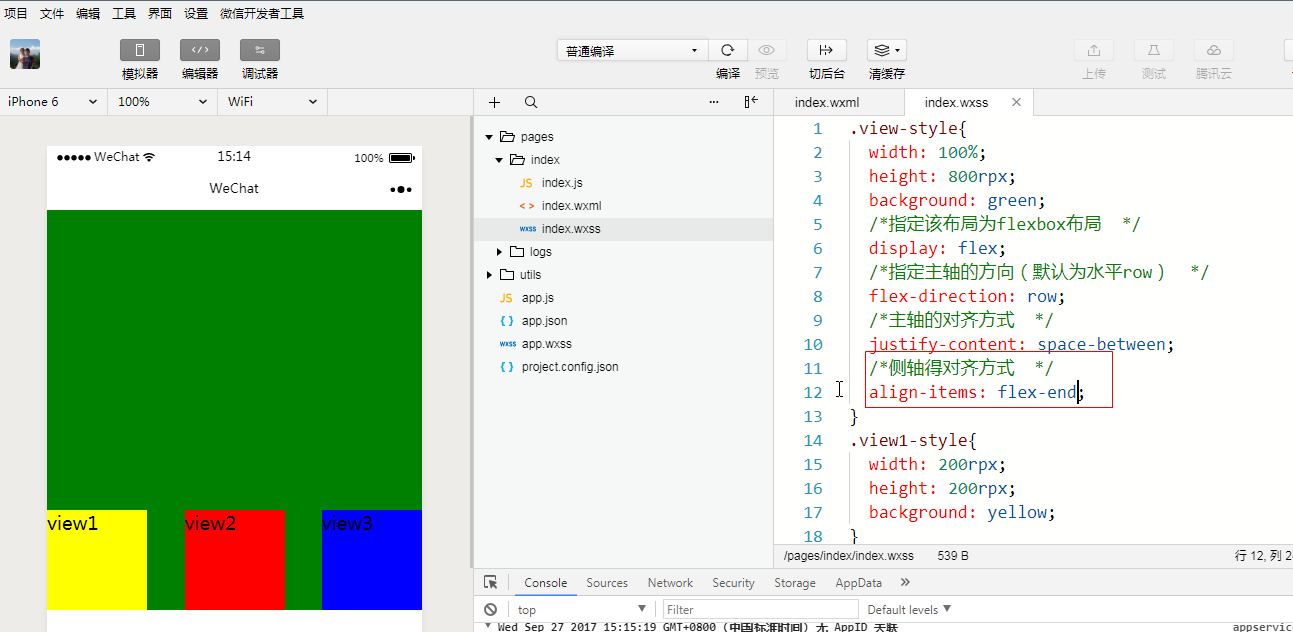 项目 文件 编辑 工具 界面 设置 微信开发者工具
普通编译
模拟器 编辑器 调试器 编译 预览 切后台 清缓存 上传 测试 腾讯云
iPhone 6 100% WiFi
WeChat 15:14 100%
WeChat
view1 view2 view3
pages
index
index.js
index.wxml
index.wxss
logs
utils
app.js
app.json
app.wxss
project.config.json
index.wxml index.wxss
1 .view-style{
2 width: 100%;
3 height: 800rpx;
4 background: green;
5 /*指定该布局为flexbox布局 */
6 display: flex;
7 /*指定主轴的方向（默认为水平row） */
8 flex-direction: row;
9 /*主轴的对齐方式 */
10 justify-content: space-between;
11 /*侧轴得对齐方式 */
12 align-items: flex-end;
13 }
14 .view1-style{
15 width: 200rpx;
16 height: 200rpx;
17 background: yellow;
18 }
/pages/index/index.wxss 539 B 行 12, 列 2
Console Sources Network Security Storage AppData
top Filter Default levels
Wed Sep 27 2017 15:15:19 GMT+0800 (中国标准时间) 无 AppID 关联 appservic